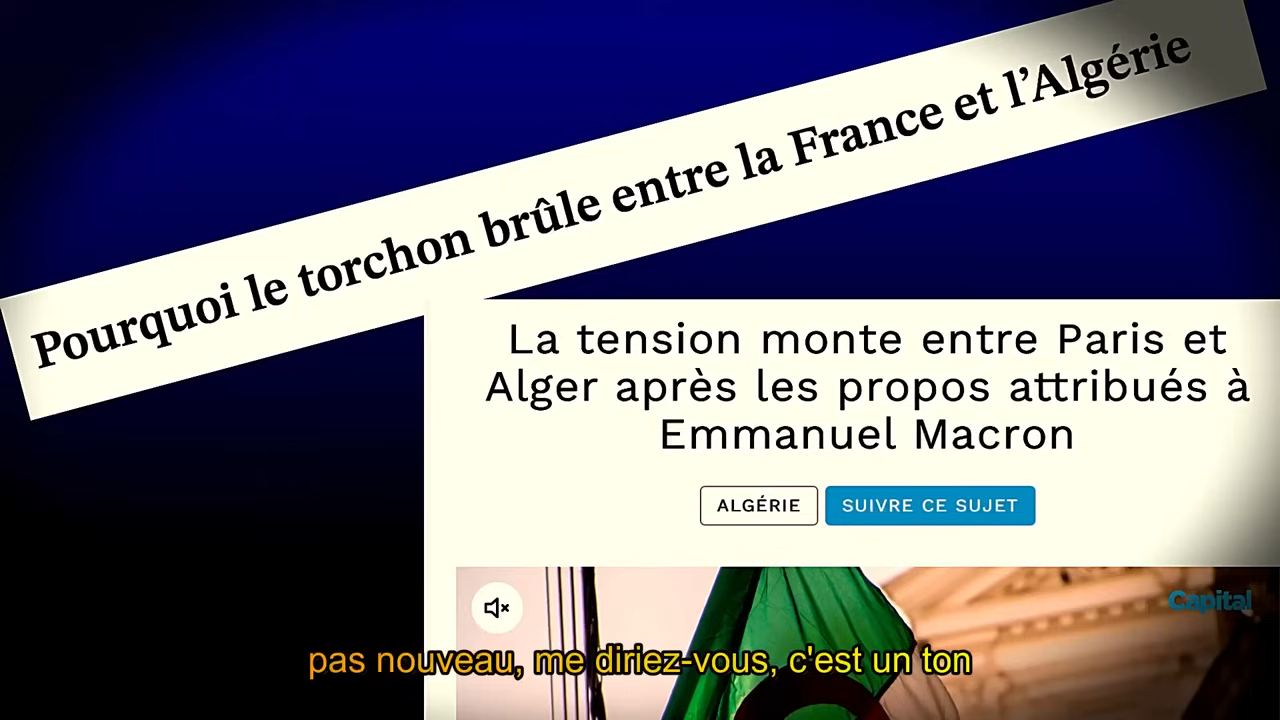 Pourquoi le torchon brûle entre la France et l’Algérie
La tension monte entre Paris et
Alger après les propos attribués à
Emmanuel Macron
ALGÉRIE
SUIVRE CE SUJET
Capital
pas nouveau, me diriez-vous, c'est un ton